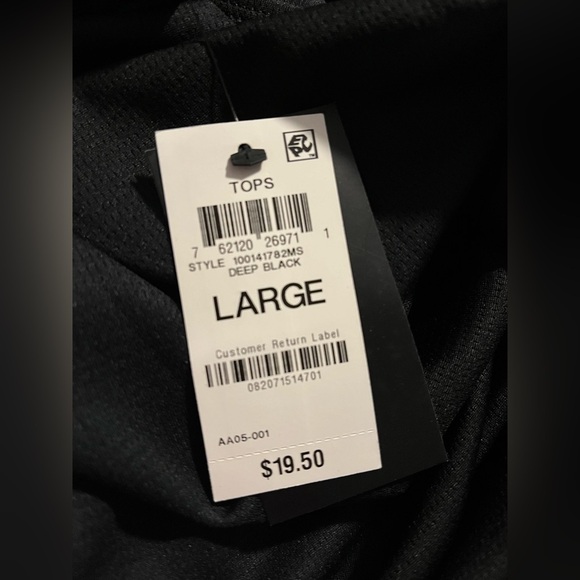 TOPS
7 62120 26971 1
STYLE 100141782MS
DEEP BLACK
LARGE
Customer Return Label
082071514701
AA05-001
$19.50